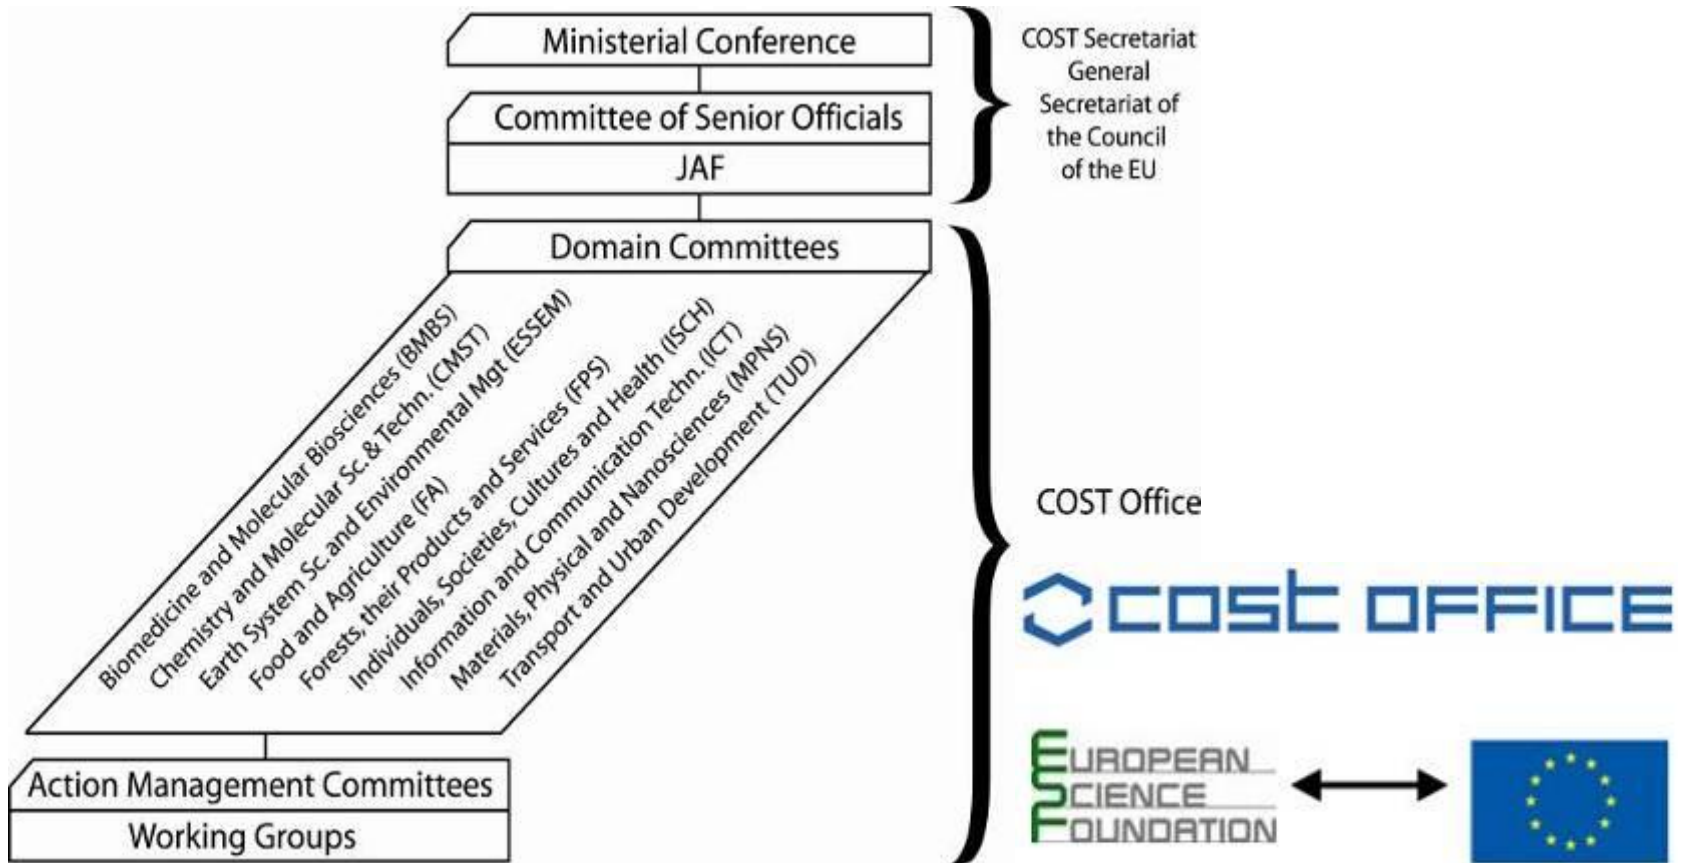 Ministerial Conference
Committee of Senior Officials
JAF
COST Secretariat
General
Secretariat of
the Council
of the EU
Domain Committees
Biomedicine and Molecular Biosciences (BMBS)
Chemistry and Molecular Sc. & Techn. (CMST)
Earth System Sc. and Environmental Mgt (ESSEM)
Food and Agriculture (FA)
Forests, their Products and Services (FPS)
Individuals, Societies, Cultures and Health (ISCH)
Information and Communication Techn. (ICT)
Materials, Physical and Nanosciences (MPNS)
Transport and Urban Development (TUD)
Action Management Committees
Working Groups
COST Office
COST OFFICE
EUROPEAN
SCIENCE
FOUNDATION